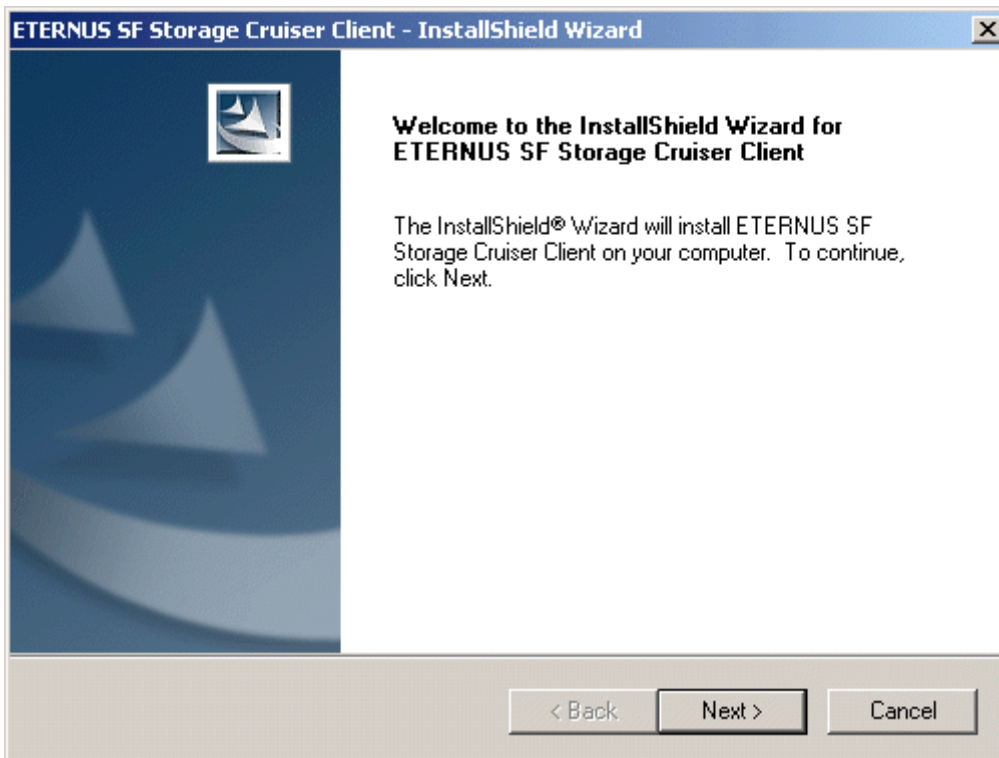 ETERNUS SF Storage Cruiser Client - InstallShield Wizard
Welcome to the InstallShield Wizard for
ETERNUS SF Storage Cruiser Client
The InstallShield® Wizard will install ETERNUS SF
Storage Cruiser Client on your computer.  To continue,
click Next.
< Back
Next >
Cancel